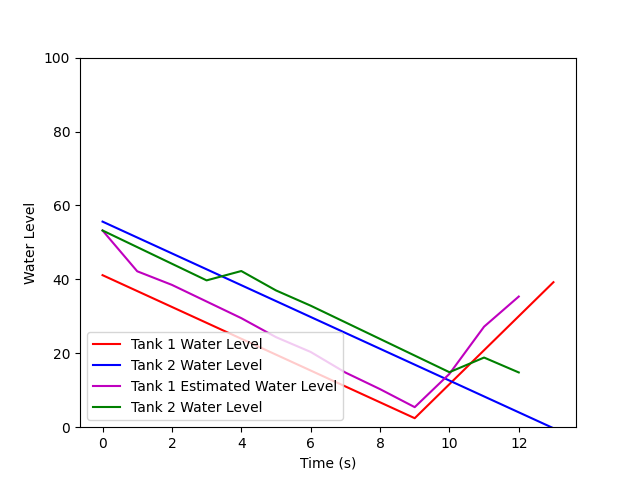 100
80
60
40
20
0
Water Level
Tank 1 Water Level
Tank 2 Water Level
Tank 1 Estimated Water Level
Tank 2 Water Level
0 2 4 6 8 10 12
Time (s)